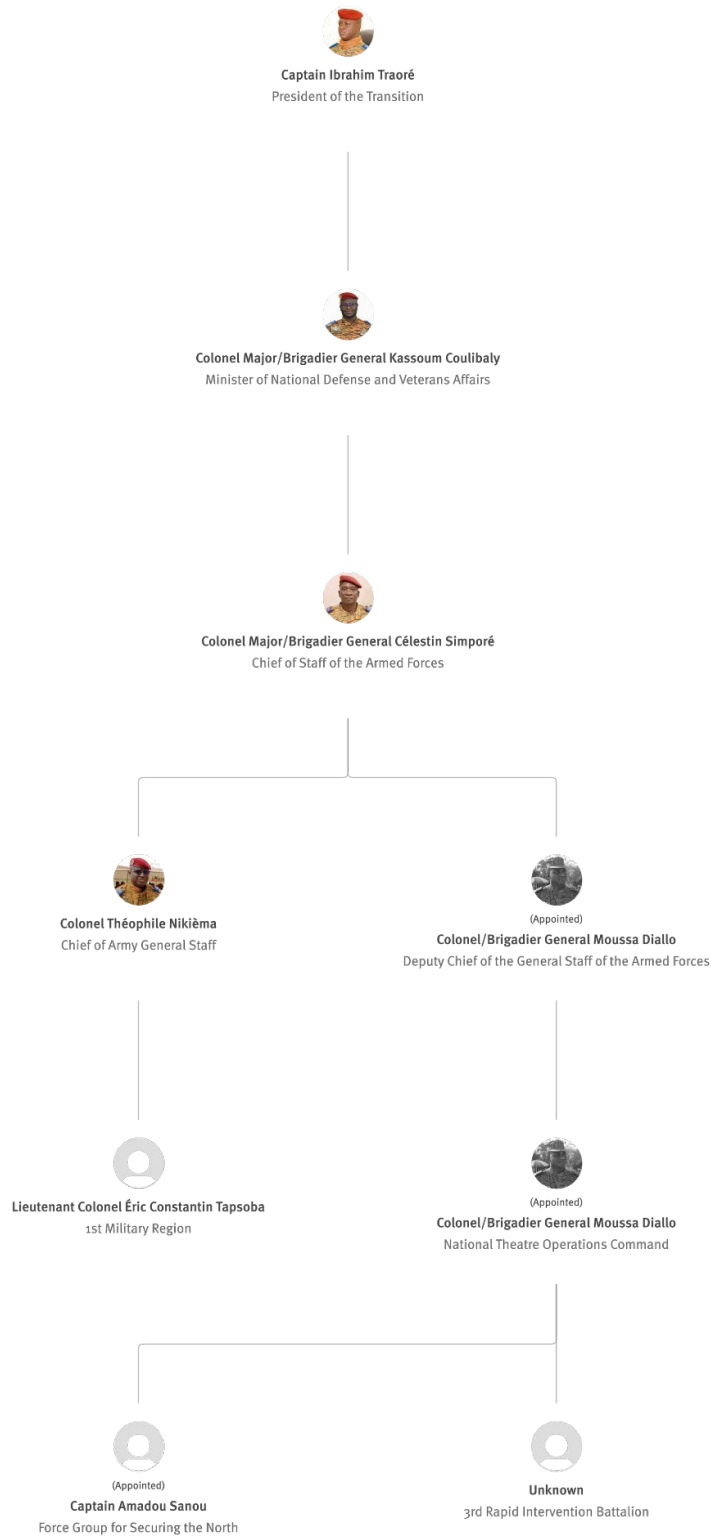 Captain Ibrahim Traoré
President of the Transition
Colonel Major/Brigadier General Kassoum Coulibaly
Minister of National Defense and Veterans Affairs
Colonel Major/Brigadier General Célestin Simporé
Chief of Staff of the Armed Forces
Colonel Théophile Nikièma
Chief of Army General Staff
(Appointed)
Colonel/Brigadier General Moussa Diallo
Deputy Chief of the General Staff of the Armed Forces
Lieutenant Colonel Éric Constantin Tapsoba
1st Military Region
(Appointed)
Colonel/Brigadier General Moussa Diallo
National Theatre Operations Command
(Appointed)
Captain Amadou Sanou
Force Group for Securing the North
Unknown
3rd Rapid Intervention Battalion